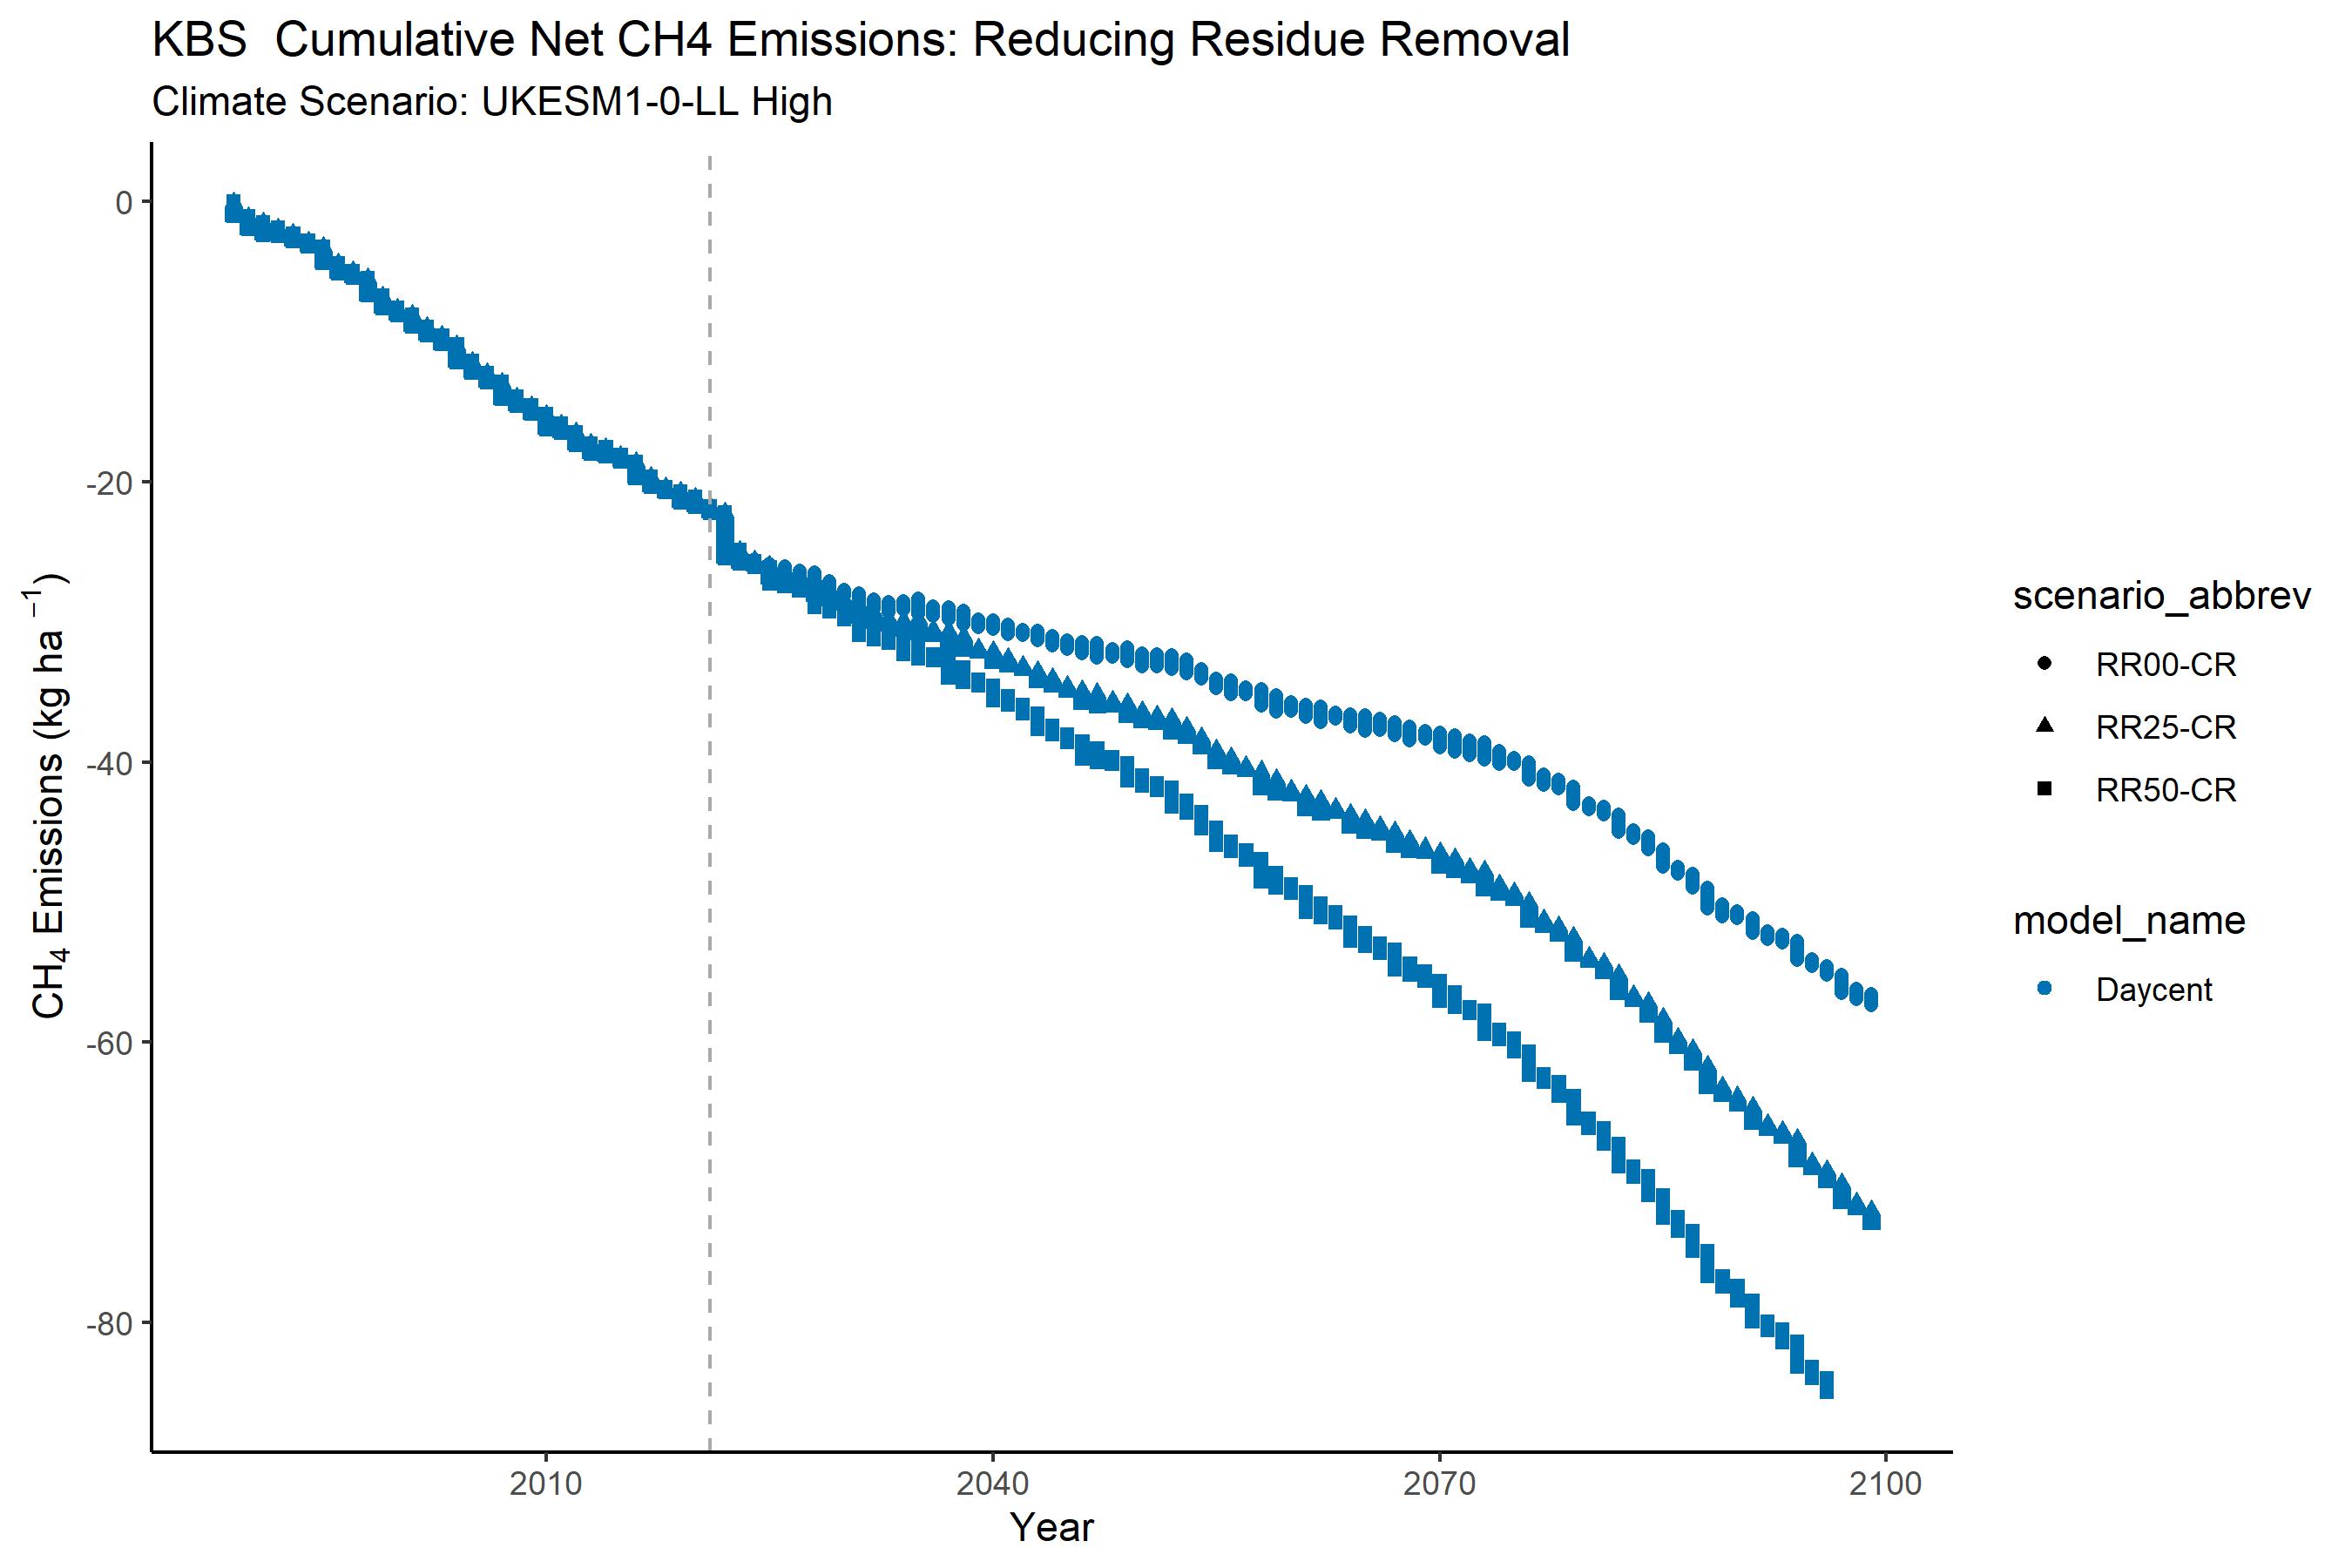 KBS  Cumulative Net CH4 Emissions: Reducing Residue Removal
Climate Scenario: UKESM1-0-LL High
0
-20
-40
-60
-80
CH₄ Emissions (kg ha ⁻¹)
2010 2040 2070 2100
Year
scenario_abbrev
RR00-CR
RR25-CR
RR50-CR
model_name
Daycent